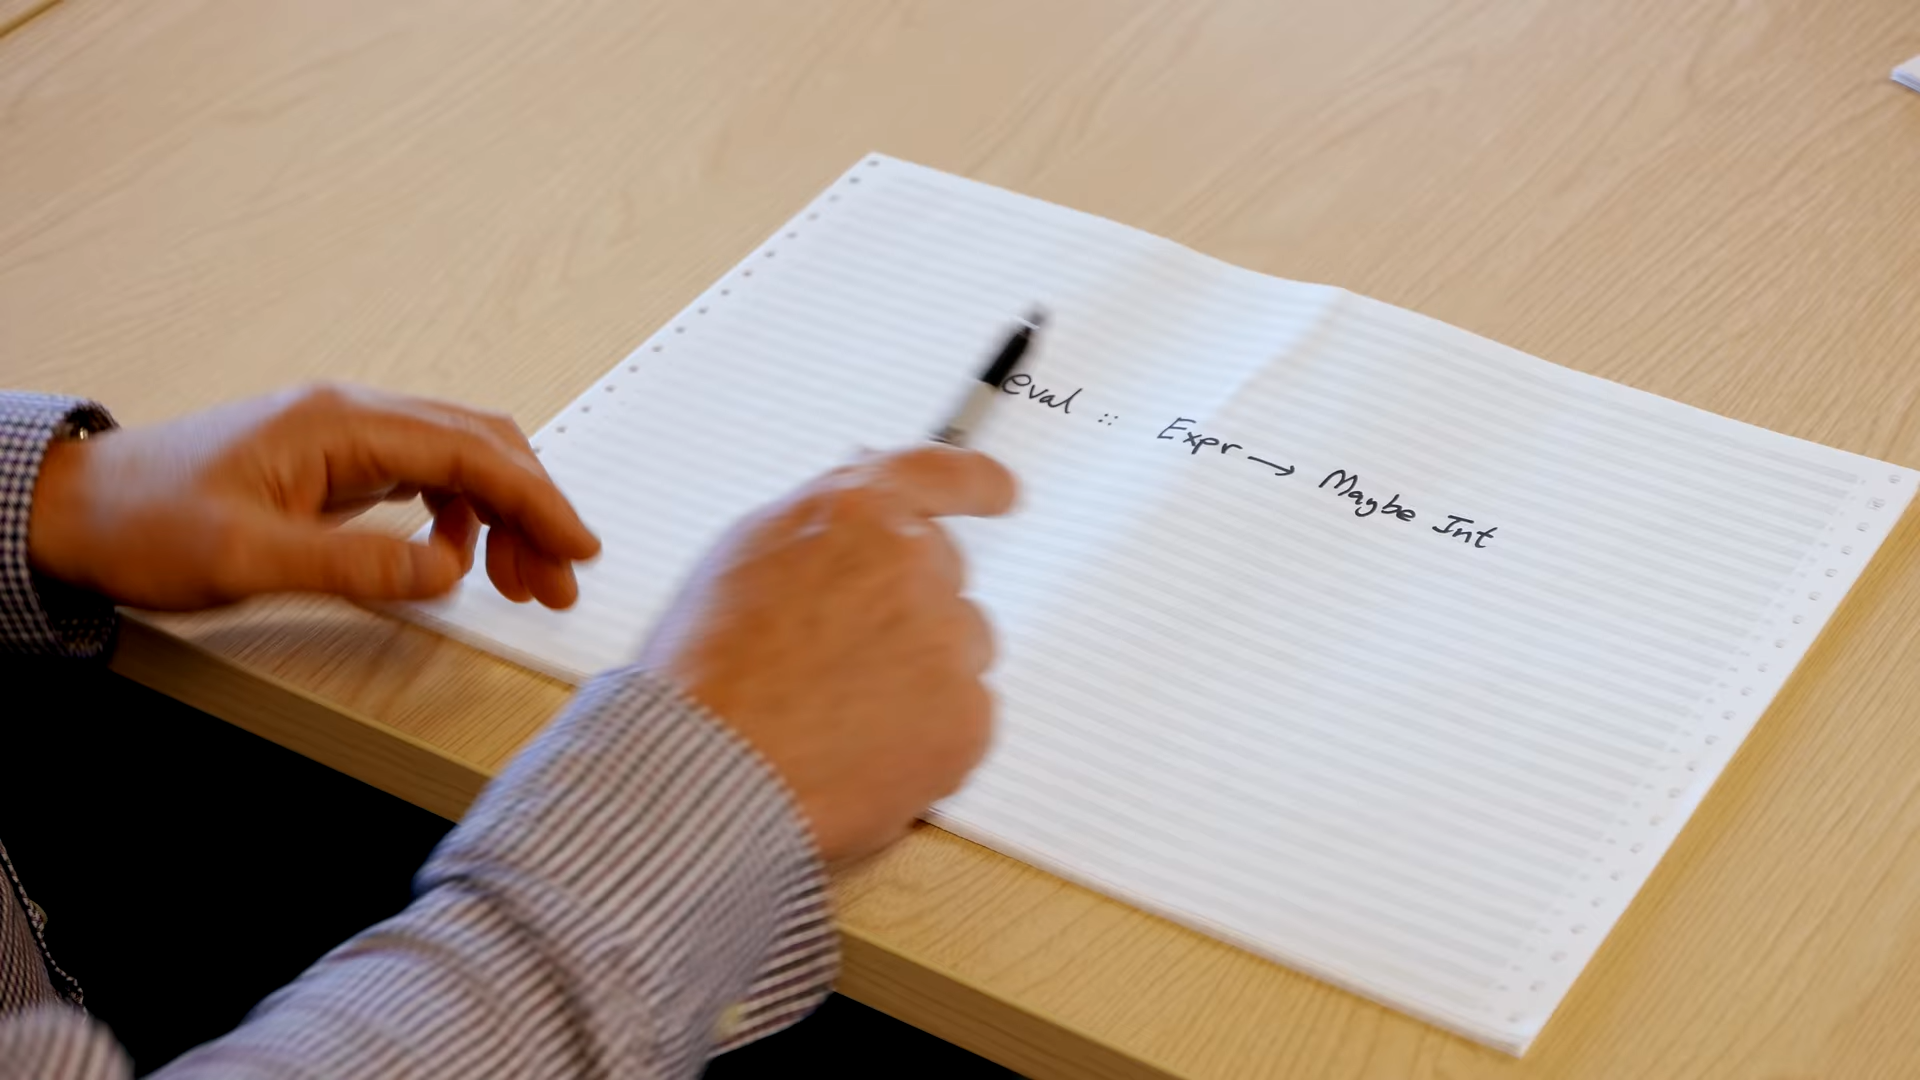 eval :: Expr → Maybe Int